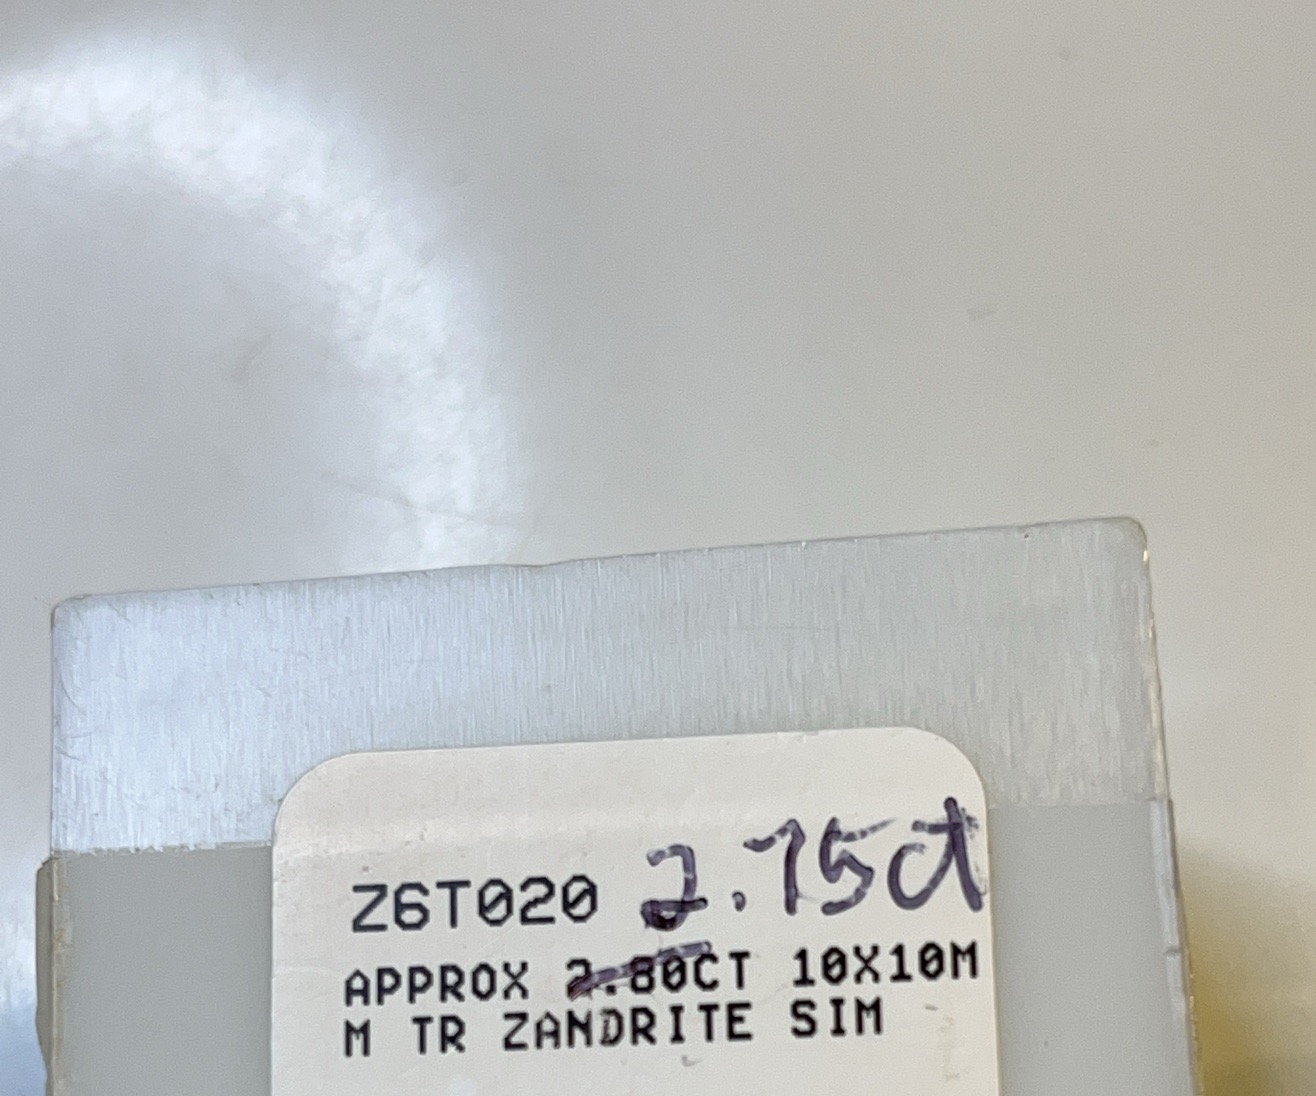 Z6T020 2.75ct
APPROX 2.80CT 10X10M
M TR ZANDRITE SIM